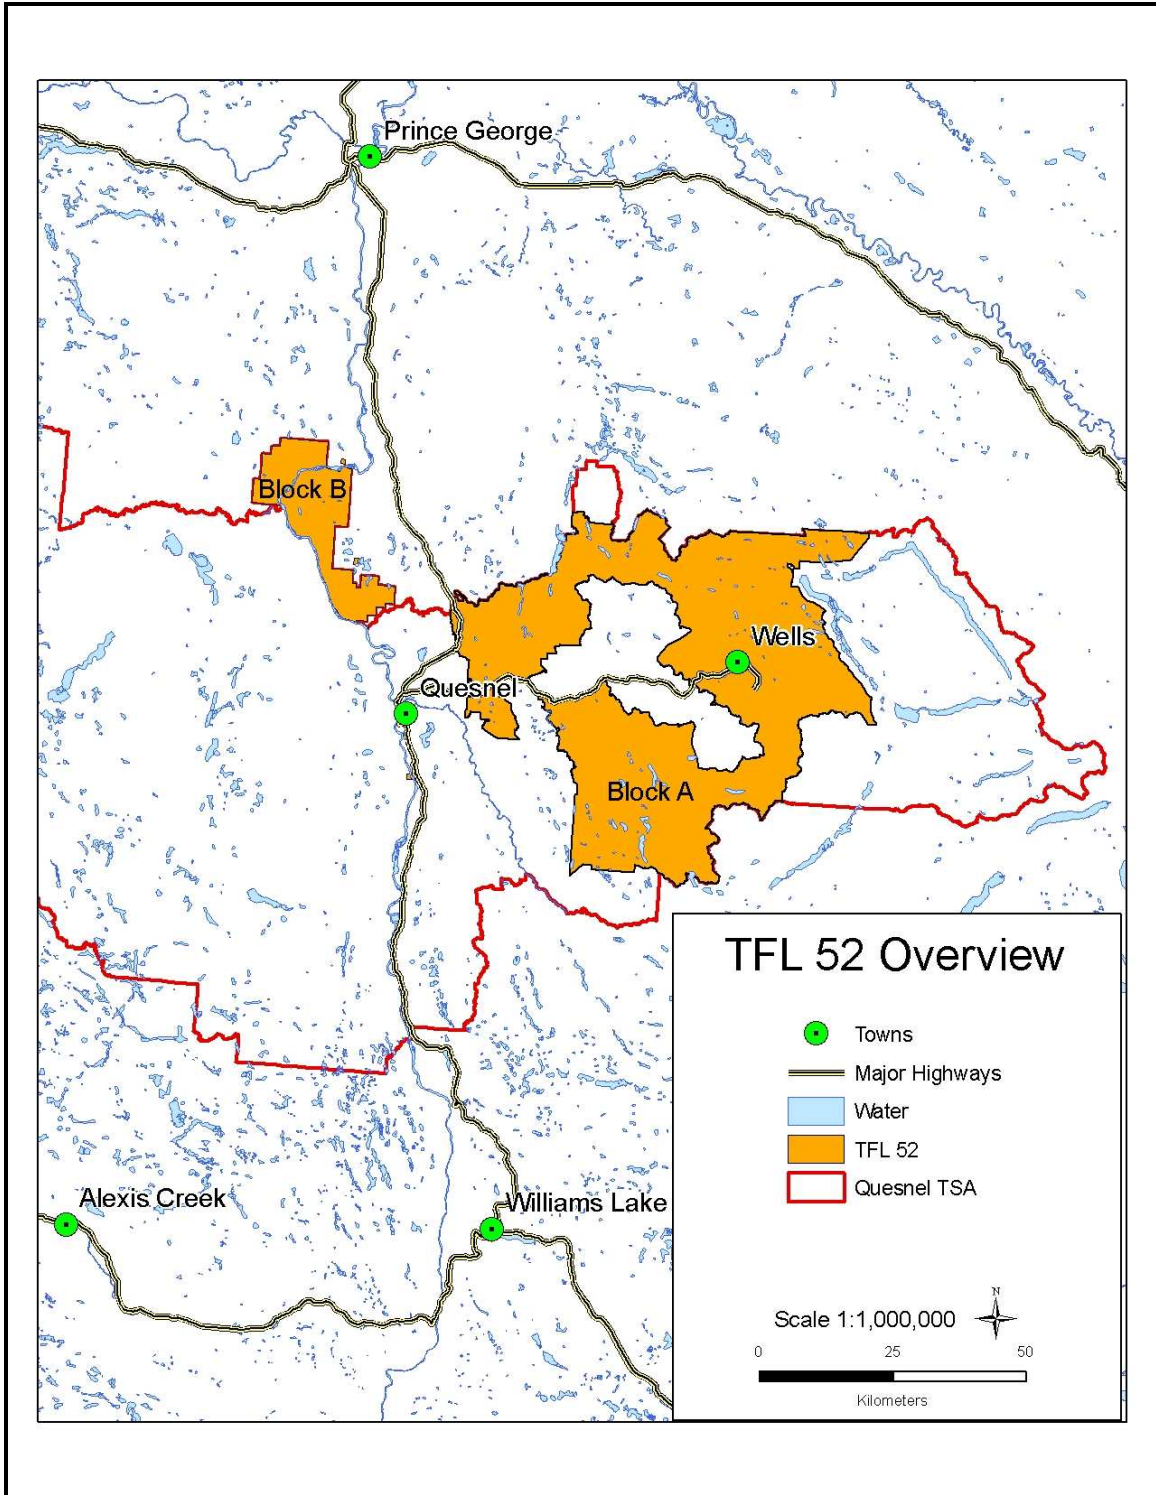 Prince George
Block B
Wells
Quesnel
Block A
TFL 52 Overview
Towns
Major Highways
Water
TFL 52
Quesnel TSA
Alexis Creek
Williams Lake
N
Scale 1:1,000,000
0 25 50
Kilometers